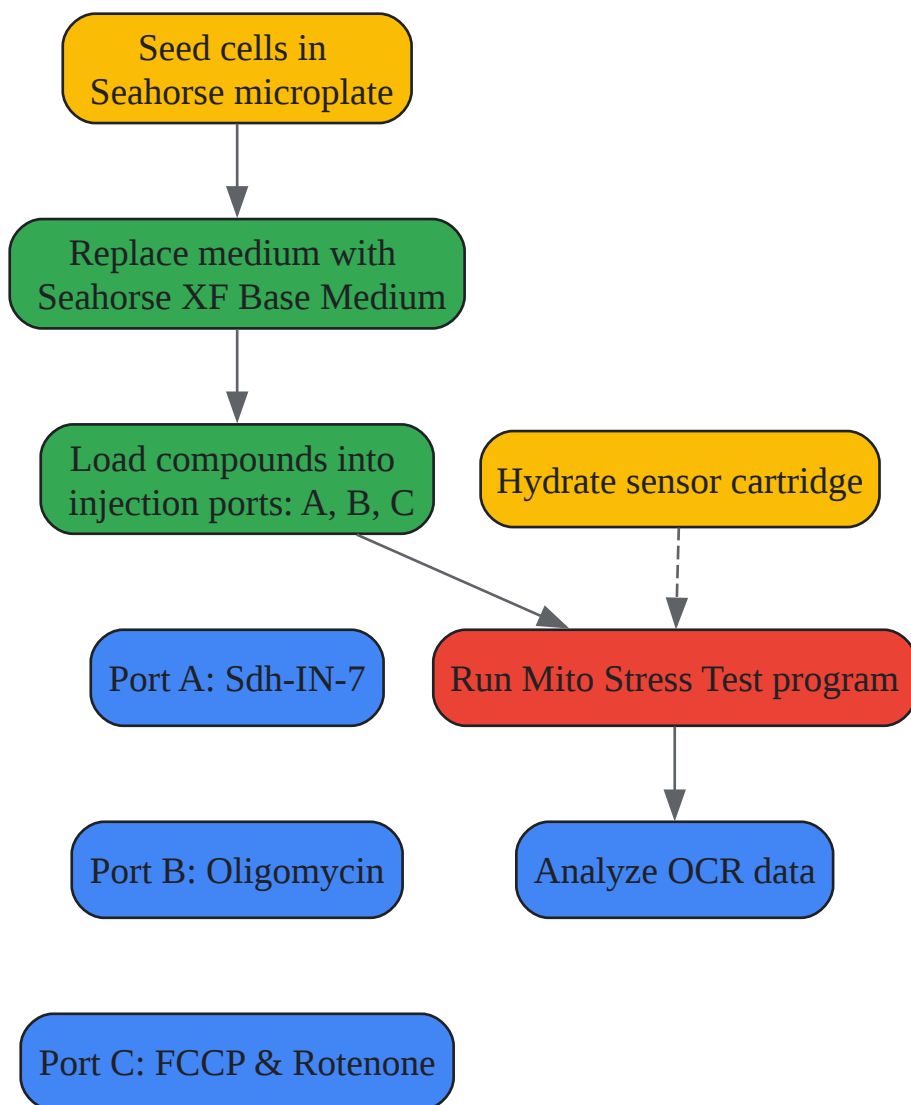 Seed cells in
Seahorse microplate
Replace medium with
Seahorse XF Base Medium
Load compounds into
injection ports: A, B, C
Hydrate sensor cartridge
Port A: Sdh-IN-7
Run Mito Stress Test program
Port B: Oligomycin
Analyze OCR data
Port C: FCCP & Rotenone